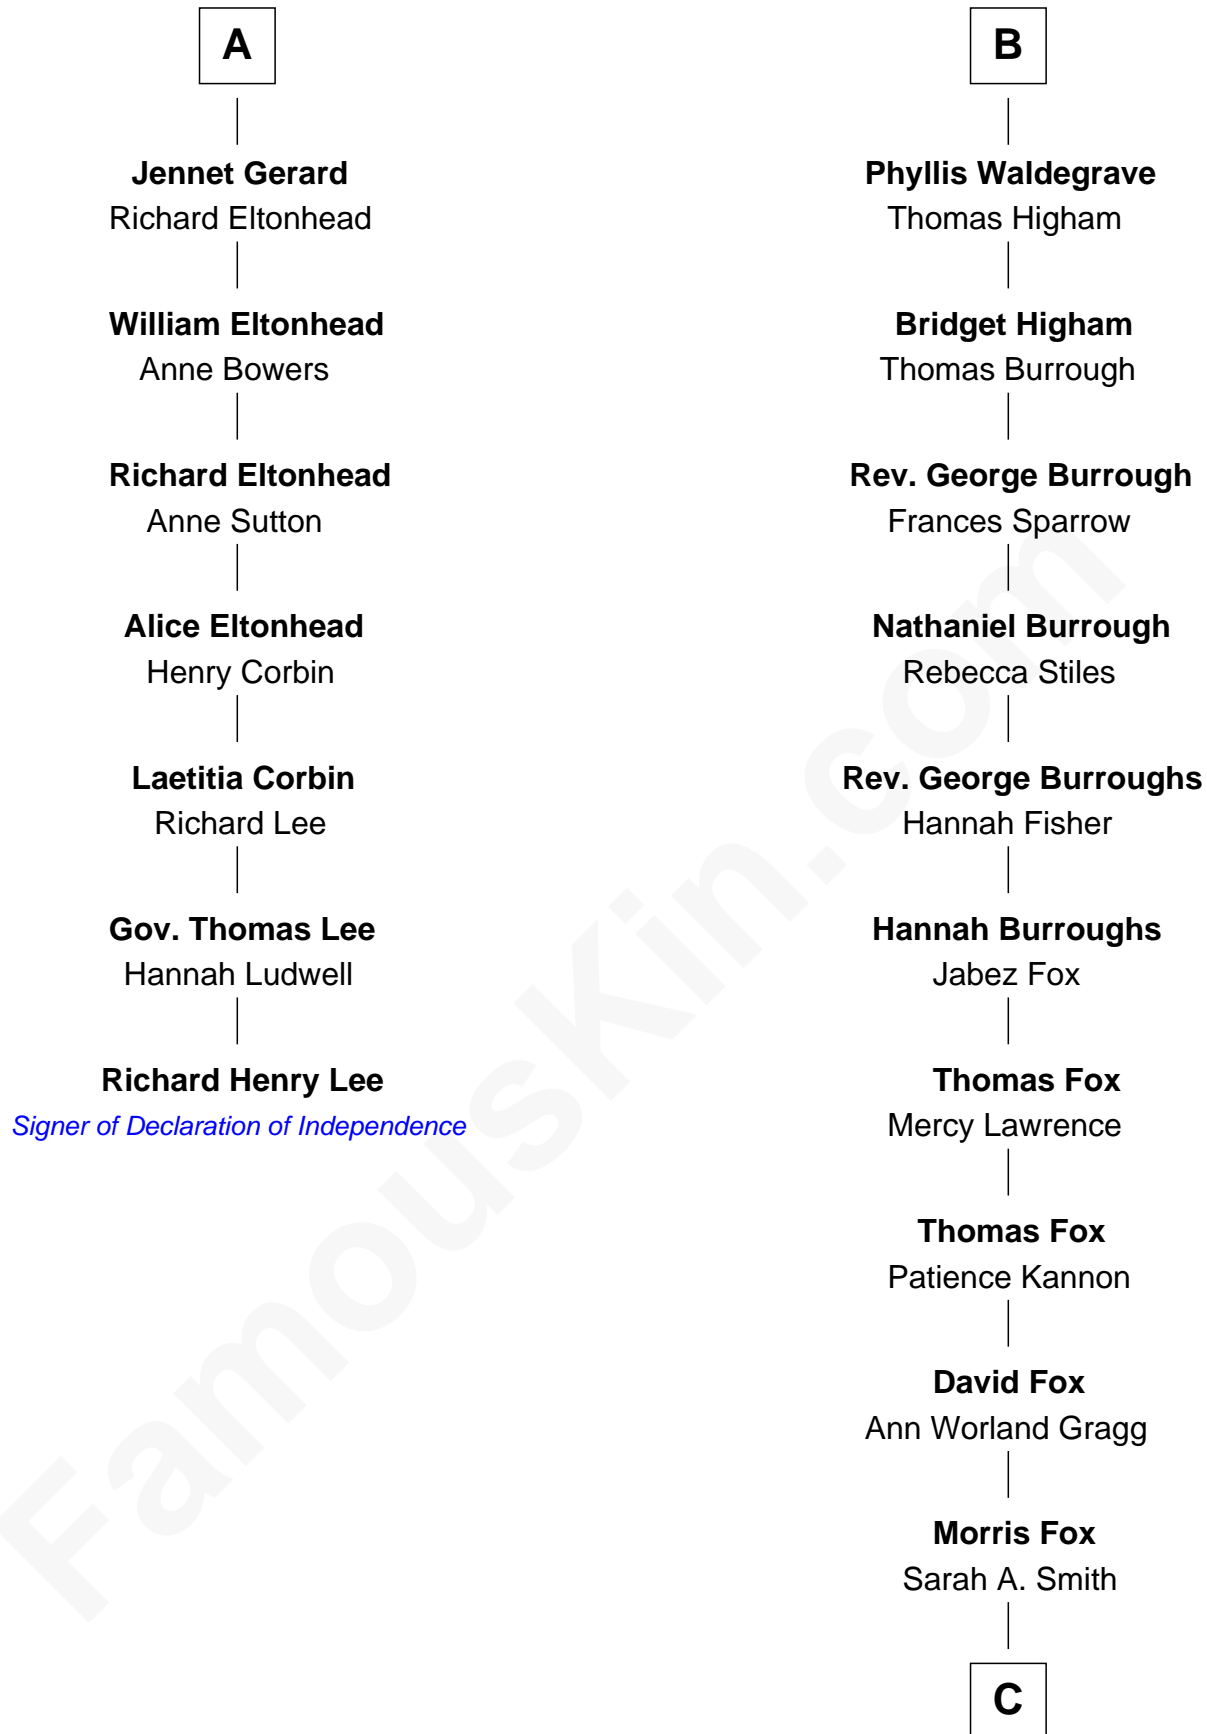 A
Jennet Gerard
Richard Eltonhead
William Eltonhead
Anne Bowers
Richard Eltonhead
Anne Sutton
Alice Eltonhead
Henry Corbin
Laetitia Corbin
Richard Lee
Gov. Thomas Lee
Hannah Ludwell
Richard Henry Lee
Signer of Declaration of Independence
B
Phyllis Waldegrave
Thomas Higham
Bridget Higham
Thomas Burrough
Rev. George Burrough
Frances Sparrow
Nathaniel Burrough
Rebecca Stiles
Rev. George Burroughs
Hannah Fisher
Hannah Burroughs
Jabez Fox
Thomas Fox
Mercy Lawrence
Thomas Fox
Patience Kannon
David Fox
Ann Worland Gragg
Morris Fox
Sarah A. Smith
C
FamousKin.com